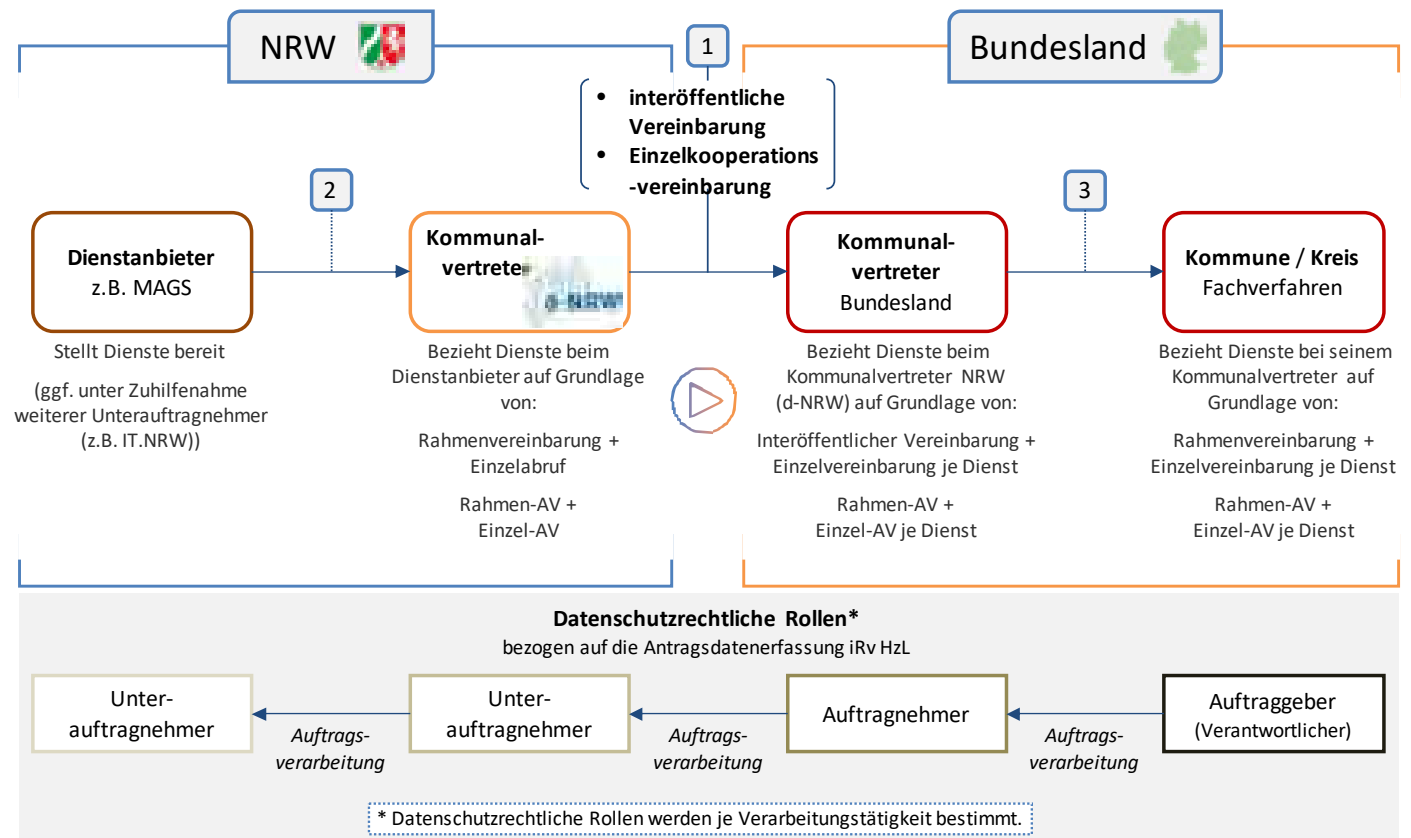 NRW
Bundesland
1
• interöffentliche
Vereinbarung
• Einzelkooperations
-vereinbarung
2
3
Dienstanbieter
z.B. MAGS
Kommunal-
vertreter
d-NRW
Kommunal-
vertreter
Bundesland
Kommune / Kreis
Fachverfahren
Stellt Dienste bereit
(ggf. unter Zuhilfenahme
weiterer Unterauftragnehmer
(z.B. IT.NRW))
Bezieht Dienste beim
Dienstanbieter auf Grundlage
von:
Rahmenvereinbarung +
Einzelabruf
Rahmen-AV +
Einzel-AV
Bezieht Dienste beim
Kommunalvertreter NRW
(d-NRW) auf Grundlage von:
Interöffentlicher Vereinbarung +
Einzelvereinbarung je Dienst
Rahmen-AV +
Einzel-AV je Dienst
Bezieht Dienste bei seinem
Kommunalvertreter auf
Grundlage von:
Rahmenvereinbarung +
Einzelvereinbarung je Dienst
Rahmen-AV +
Einzel-AV je Dienst
Datenschutzrechtliche Rollen*
bezogen auf die Antragsdatenerfassung iRv HzL
Unter-
auftragnehmer
Auftrags-
verarbeitung
Unter-
auftragnehmer
Auftrags-
verarbeitung
Auftragnehmer
Auftrags-
verarbeitung
Auftraggeber
(Verantwortlicher)
* Datenschutzrechtliche Rollen werden je Verarbeitungstätigkeit bestimmt.